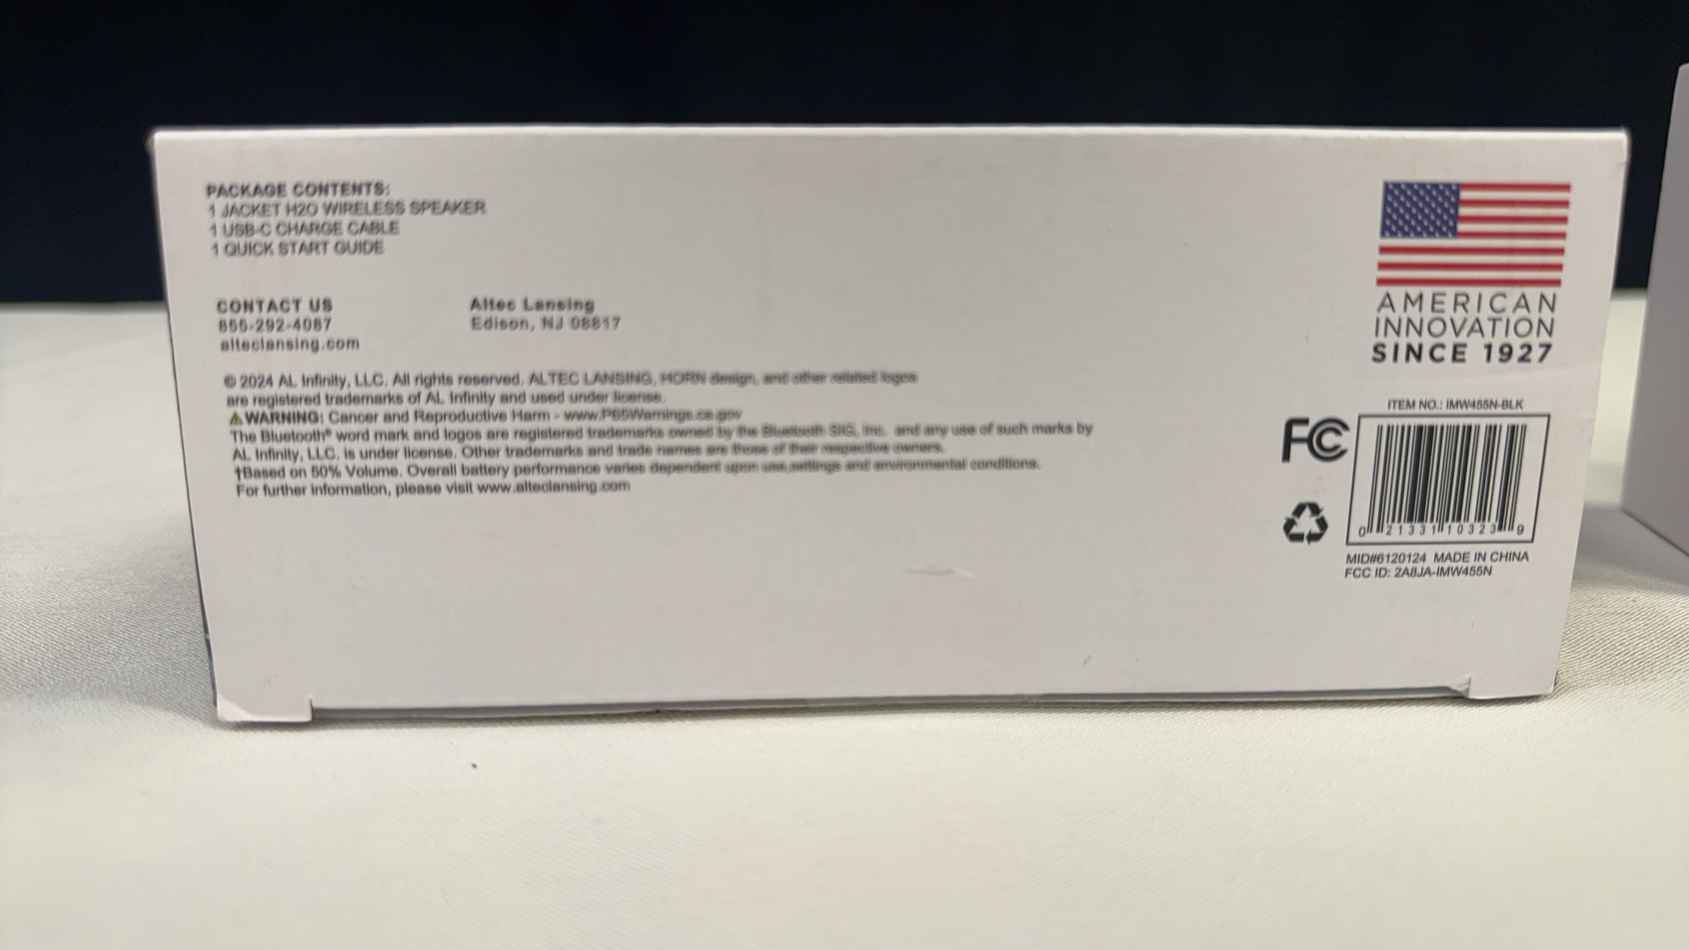 PACKAGE CONTENTS:
1 JACKET H2O WIRELESS SPEAKER
1 USB-C CHARGE CABLE
1 QUICK START GUIDE
CONTACT US
855-292-4087
alteclansing.com
Altec Lansing
Edison, NJ 08817
© 2024 AL Infinity, LLC. All rights reserved. ALTEC LANSING, HORN design, and other related logos
are registered trademarks of AL Infinity and used under license.
⚠WARNING: Cancer and Reproductive Harm - www.P65Warnings.ca.gov
The Bluetooth® word mark and logos are registered trademarks owned by the Bluetooth SIG, Inc. and any use of such marks by
AL Infinity, LLC. is under license. Other trademarks and trade names are those of their respective owners.
†Based on 50% Volume. Overall battery performance varies dependent upon use, settings and environmental conditions.
For further information, please visit www.alteclansing.com
AMERICAN
INNOVATION
SINCE 1927
ITEM NO.: IMW455N-BLK
FC
0 21331 10323 9
MID#6120124 MADE IN CHINA
FCC ID: 2A8JA-IMW455N